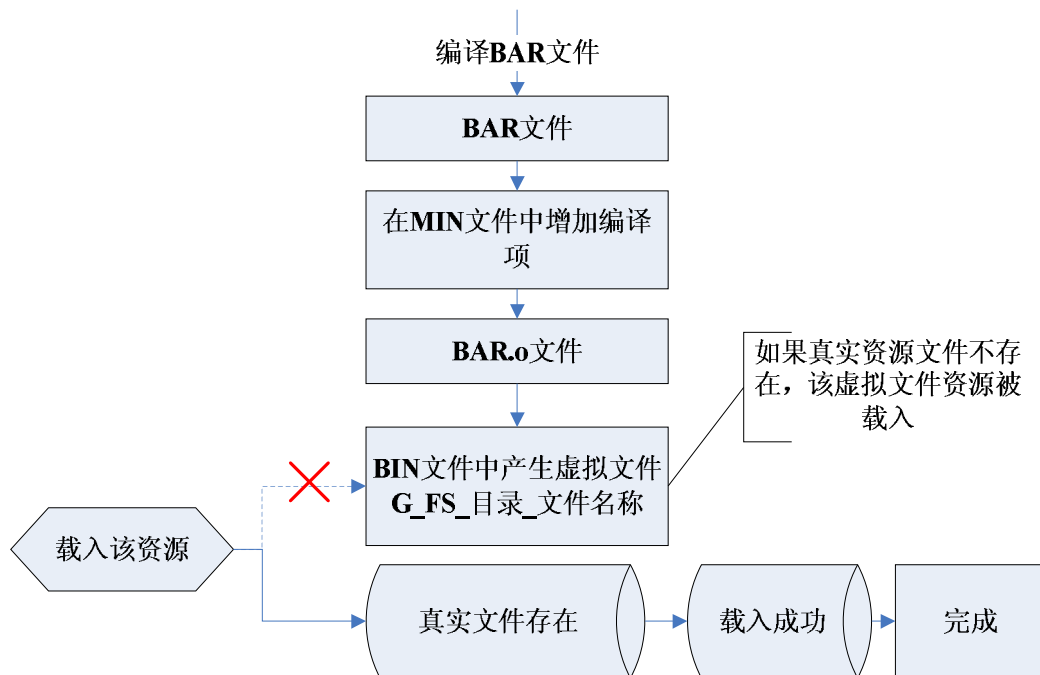 编译BAR文件
BAR文件
在MIN文件中增加编译
项
BAR.o文件
如果真实资源文件不存
在，该虚拟文件资源被
载入
BIN文件中产生虚拟文件
G_FS_目录_文件名称
载入该资源
真实文件存在
载入成功
完成